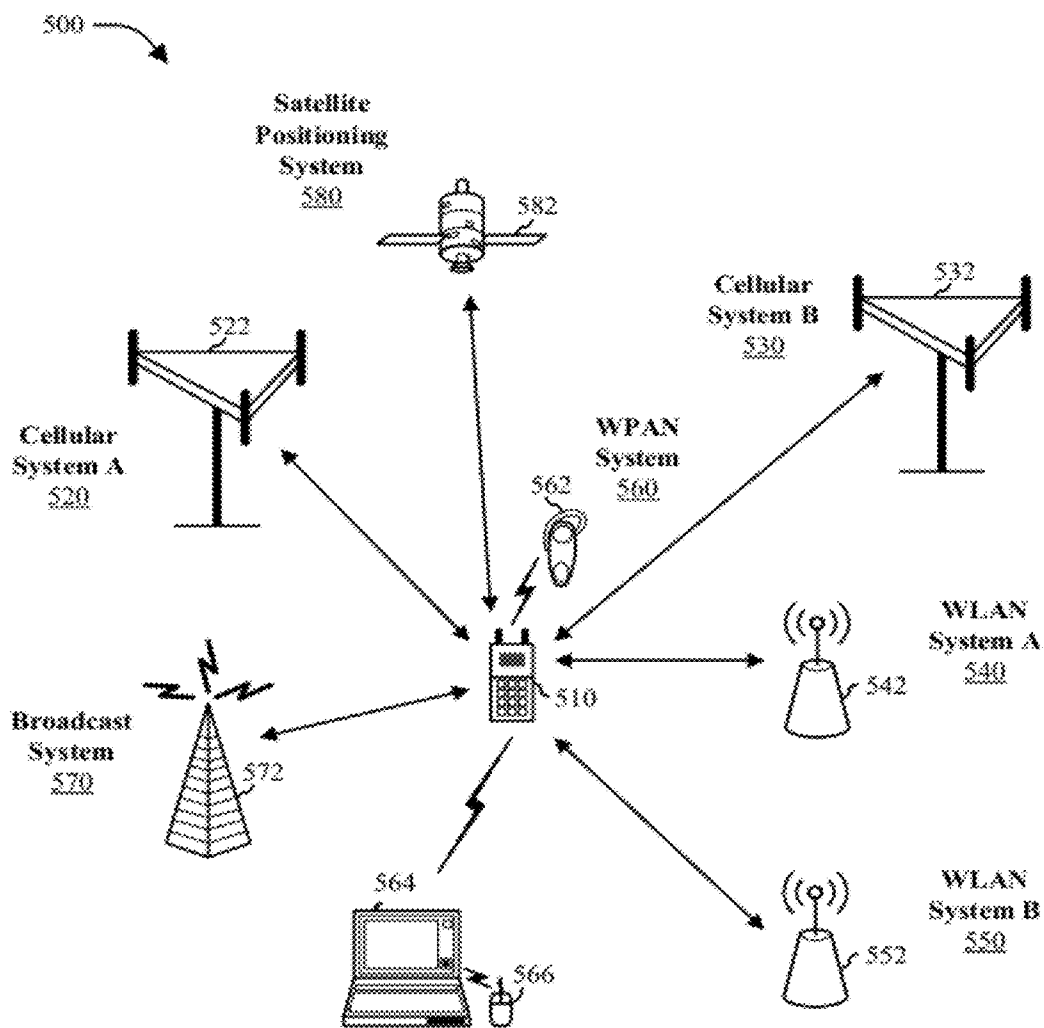 500
Satellite
Positioning
System
580
582
Cellular
System B
530
532
522
Cellular
System A
520
WPAN
System
560
562
WLAN
System A
540
542
510
Broadcast
System
570
572
564
566
WLAN
System B
550
552